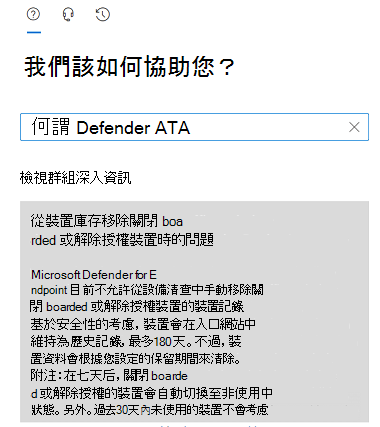 我們該如何協助您？
何謂 Defender ATA
檢視群組深入資訊
從裝置庫存移除關閉 boa
rded 或解除授權裝置時的問題
Microsoft Defender for E
ndpoint 目前不允許從設備清查中手動移除關
閉 boarded 或解除授權裝置的裝置記錄
基於安全性的考慮，裝置會在入口網站中
維持為歷史記錄，最多180天。不過，裝
置資料會根據您設定的保留期間來清除。
附注：在七天后，關閉 boarde
d 或解除授權的裝置會自動切換至非使用中
狀態。另外。過去30天內未使用的裝置不會考慮